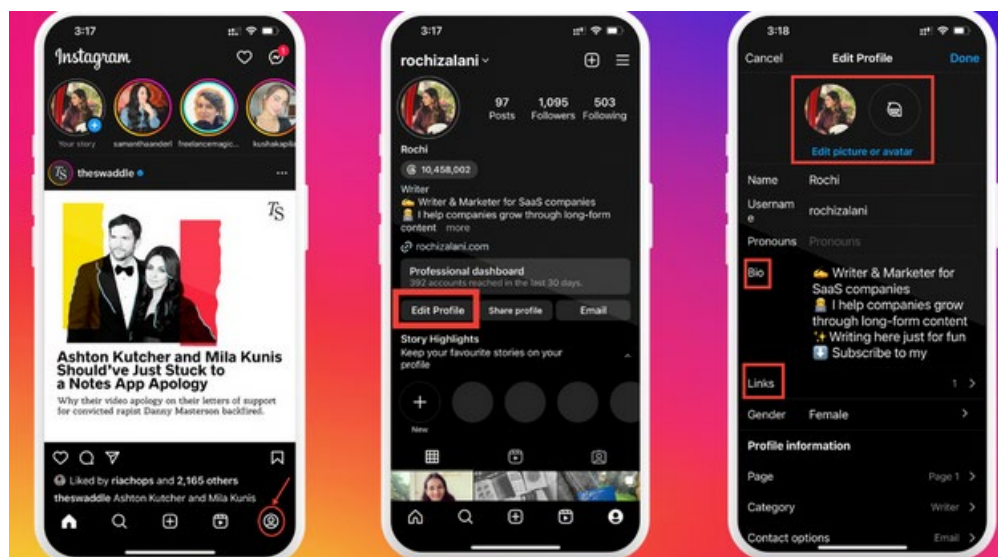 3:17
Instagram
Your story
samanthaanderl
freelancemagic...
kushakapila
TS
theswaddle
TS
Ashton Kutcher and Mila Kunis
Should've Just Stuck to
a Notes App Apology
Why their video apology on their letters of support
for convicted rapist Danny Masterson backfired.
Liked by riachops and 2,165 others
theswaddle Ashton Kutcher and Mila Kunis
3:17
rochizalani
97
1,095
503
Posts
Followers
Following
Rochi
10,458,002
Writer
✍️ Writer & Marketer for SaaS companies
I help companies grow through long-form
content more
rochizalani.com
Professional dashboard
392 accounts reached in the last 30 days.
Edit Profile
Share profile
Email
Story Highlights
Keep your favourite stories on your
profile
New
3:18
Cancel
Edit Profile
Done
Edit picture or avatar
Name
Rochi
Usernam
e
rochizalani
Pronouns
Pronouns
Bio
✍️ Writer & Marketer for
SaaS companies
I help companies grow
through long-form content
✨ Writing here just for fun
⬇️ Subscribe to my
Links
1
Gender
Female
Profile information
Page
Page 1
Category
Writer
Contact options
Email